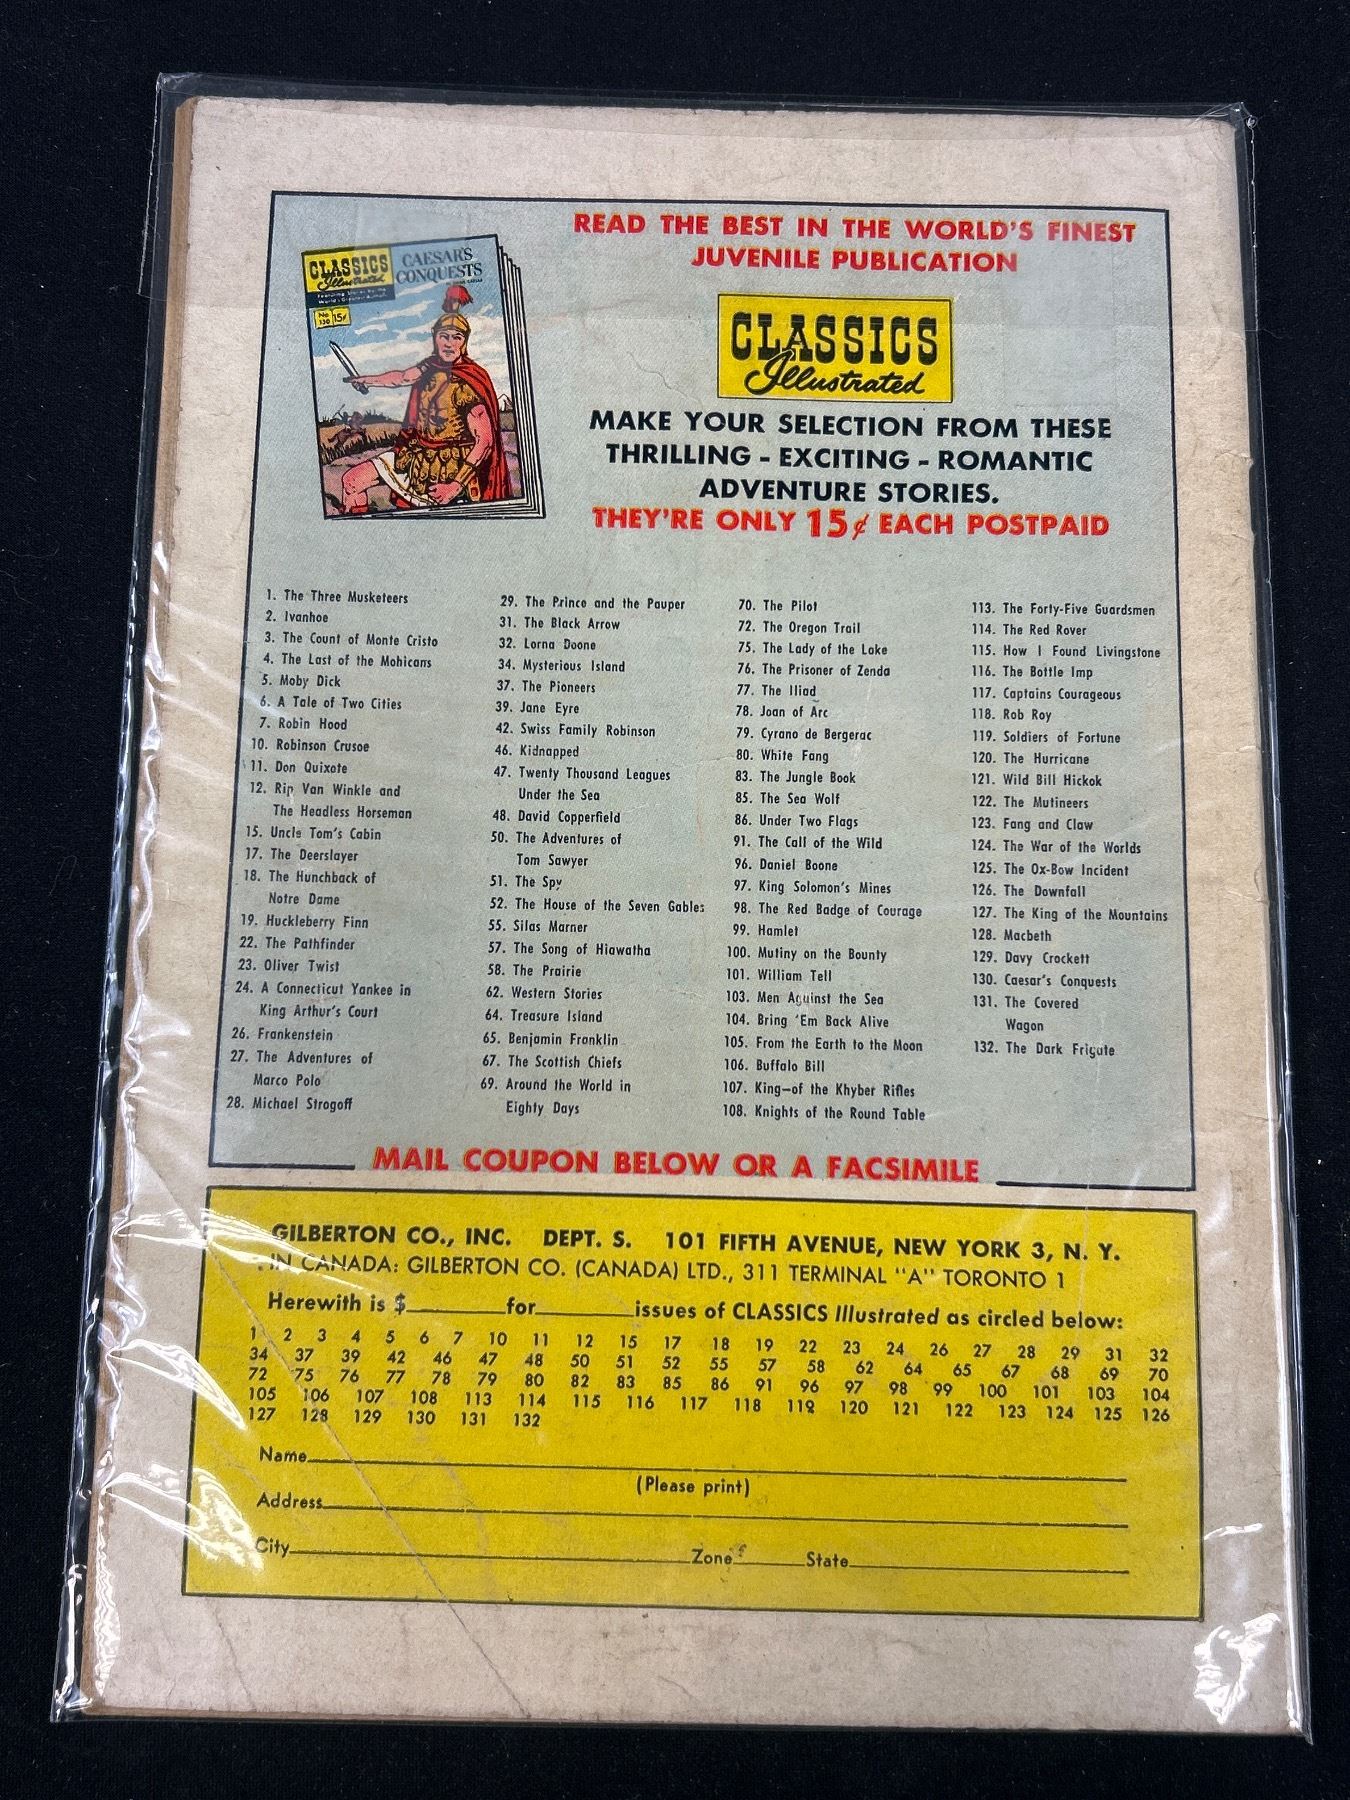 CLASSICS
Illustrated
Featuring Stories by the
World's Greatest Authors
CAESAR'S
CONQUESTS
No.
130
15¢
READ THE BEST IN THE WORLD'S FINEST
JUVENILE PUBLICATION
CLASSICS
Illustrated
MAKE YOUR SELECTION FROM THESE
THRILLING - EXCITING - ROMANTIC
ADVENTURE STORIES.
THEY'RE ONLY 15¢ EACH POSTPAID
1. The Three Musketeers
2. Ivanhoe
3. The Count of Monte Cristo
4. The Last of the Mohicans
5. Moby Dick
6. A Tale of Two Cities
7. Robin Hood
10. Robinson Crusoe
11. Don Quixote
12. Rip Van Winkle and
The Headless Horseman
15. Uncle Tom's Cabin
17. The Deerslayer
18. The Hunchback of
Notre Dame
19. Huckleberry Finn
22. The Pathfinder
23. Oliver Twist
24. A Connecticut Yankee in
King Arthur's Court
26. Frankenstein
27. The Adventures of
Marco Polo
28. Michael Strogoff
29. The Prince and the Pauper
31. The Black Arrow
32. Lorna Doone
34. Mysterious Island
37. The Pioneers
39. Jane Eyre
42. Swiss Family Robinson
46. Kidnapped
47. Twenty Thousand Leagues
Under the Sea
48. David Copperfield
50. The Adventures of
Tom Sawyer
51. The Spy
52. The House of the Seven Gables
55. Silas Marner
57. The Song of Hiawatha
58. The Prairie
62. Western Stories
64. Treasure Island
65. Benjamin Franklin
67. The Scottish Chiefs
69. Around the World in
Eighty Days
70. The Pilot
72. The Oregon Trail
75. The Lady of the Lake
76. The Prisoner of Zenda
77. The Iliad
78. Joan of Arc
79. Cyrano de Bergerac
80. White Fang
83. The Jungle Book
85. The Sea Wolf
86. Under Two Flags
91. The Call of the Wild
96. Daniel Boone
97. King Solomon's Mines
98. The Red Badge of Courage
99. Hamlet
100. Mutiny on the Bounty
101. William Tell
103. Men Against the Sea
104. Bring 'Em Back Alive
105. From the Earth to the Moon
106. Buffalo Bill
107. King—of the Khyber Rifles
108. Knights of the Round Table
113. The Forty-Five Guardsmen
114. The Red Rover
115. How I Found Livingstone
116. The Bottle Imp
117. Captains Courageous
118. Rob Roy
119. Soldiers of Fortune
120. The Hurricane
121. Wild Bill Hickok
122. The Mutineers
123. Fang and Claw
124. The War of the Worlds
125. The Ox-Bow Incident
126. The Downfall
127. The King of the Mountains
128. Macbeth
129. Davy Crockett
130. Caesar's Conquests
131. The Covered
Wagon
132. The Dark Frigate
MAIL COUPON BELOW OR A FACSIMILE
GILBERTON CO., INC. DEPT. S. 101 FIFTH AVENUE, NEW YORK 3, N. Y.
IN CANADA: GILBERTON CO. (CANADA) LTD., 311 TERMINAL "A" TORONTO 1
Herewith is $ for issues of CLASSICS Illustrated as circled below:
1 2 3 4 5 6 7 10 11 12 15 17 18 19 22 23 24 26 27 28 29 31 32
34 37 39 42 46 47 48 50 51 52 55 57 58 62 64 65 67 68 69 70
72 75 76 77 78 79 80 82 83 85 86 91 96 97 98 99 100 101 103 104
105 106 107 108 113 114 115 116 117 118 119 120 121 122 123 124 125 126
127 128 129 130 131 132
Name
(Please print)
Address
City Zone State